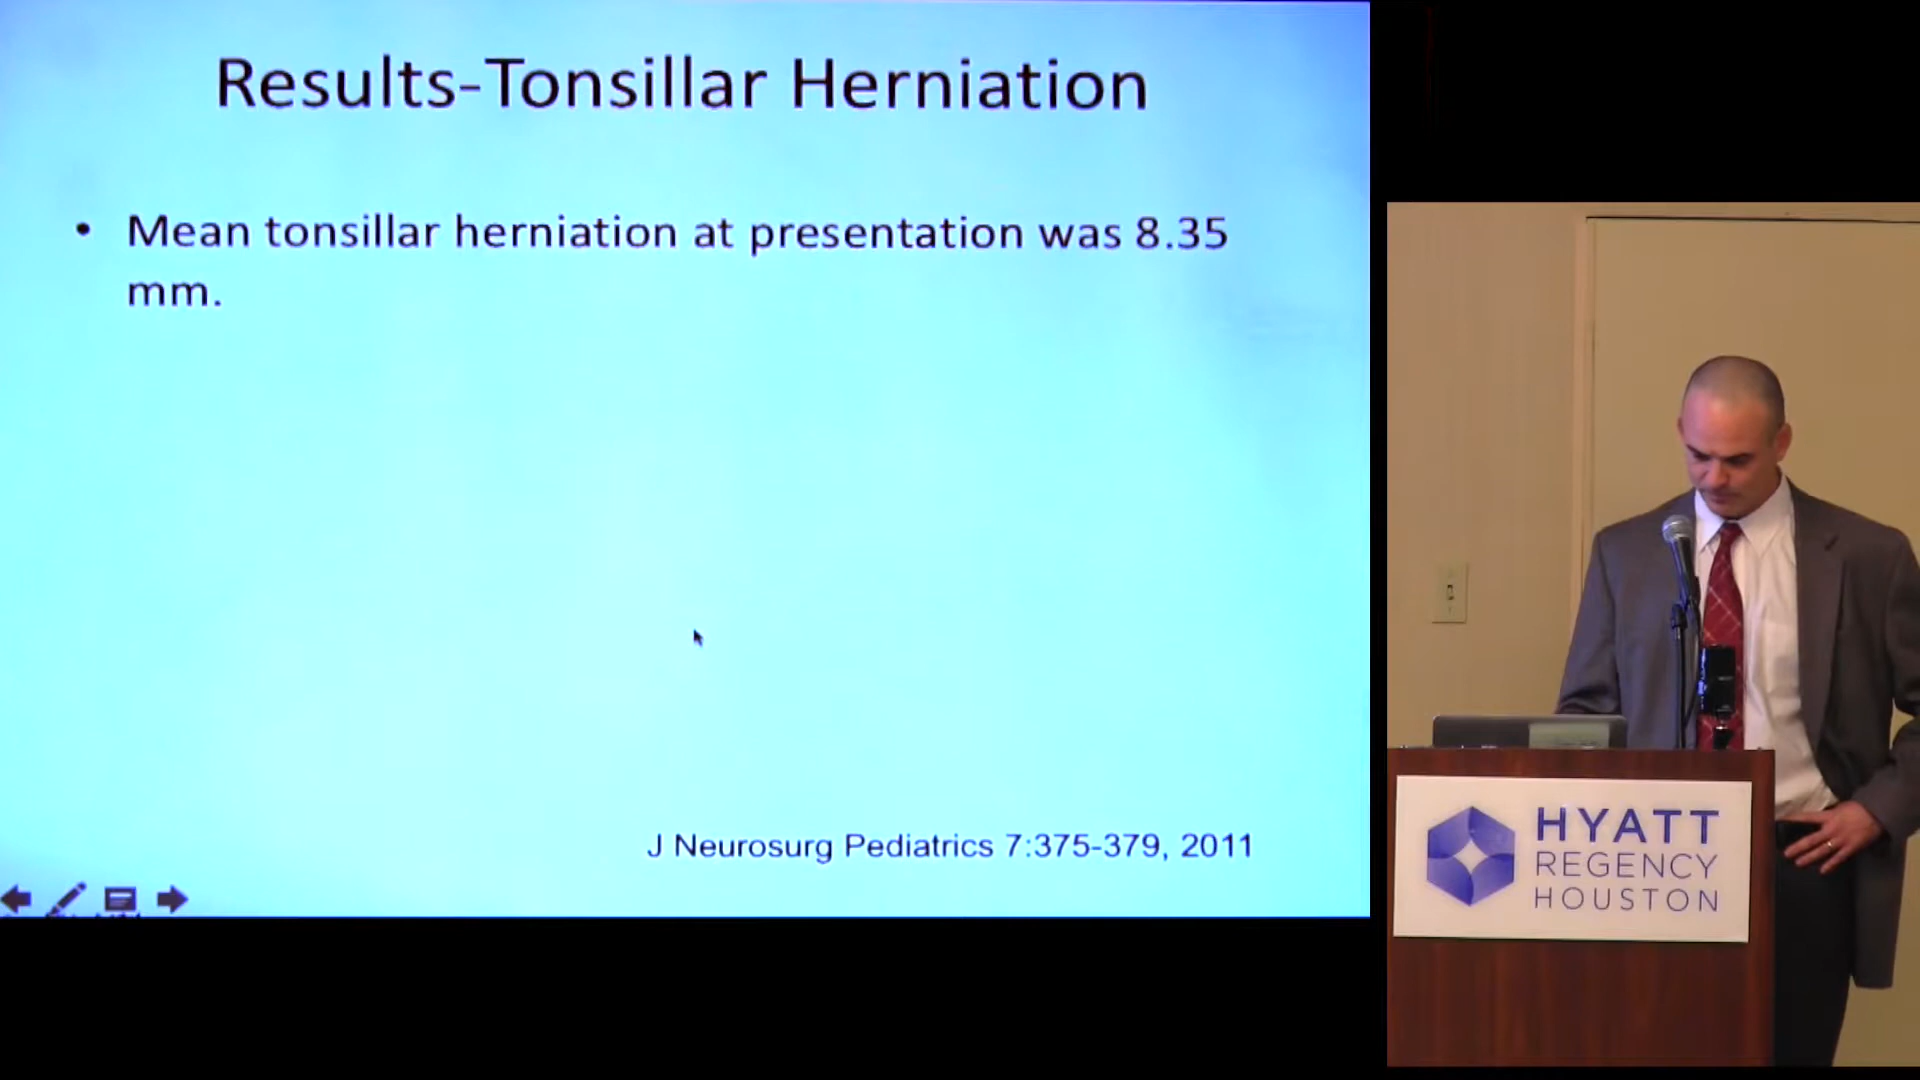 Results-Tonsillar Herniation
• Mean tonsillar herniation at presentation was 8.35
mm.
J Neurosurg Pediatrics 7:375-379, 2011
HYATT
REGENCY
HOUSTON